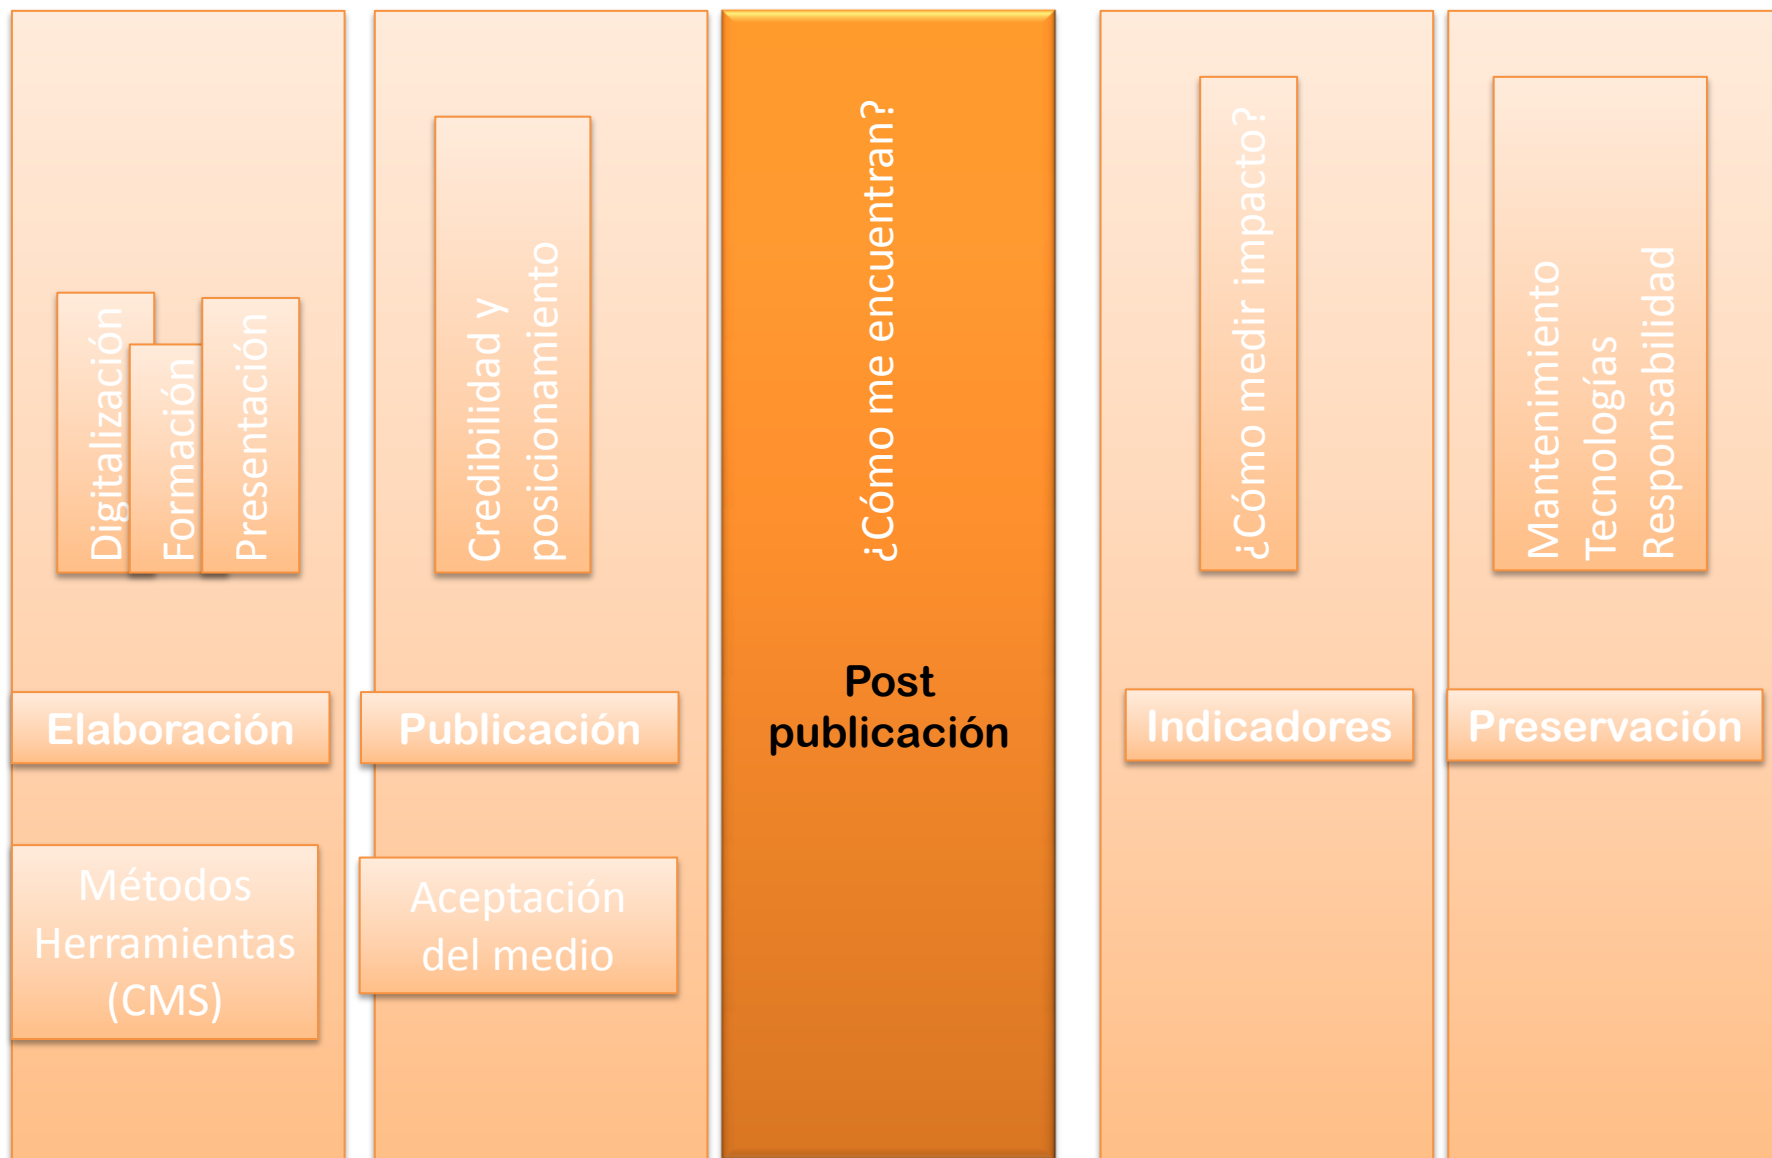 Digitalización
Formación
Presentación
Elaboración
Métodos
Herramientas
(CMS)
Credibilidad y
posicionamiento
Publicación
Aceptación
del medio
¿Cómo me encuentran?
Post
publicación
¿Cómo medir impacto?
Indicadores
Mantenimiento
Tecnologías
Responsabilidad
Preservación